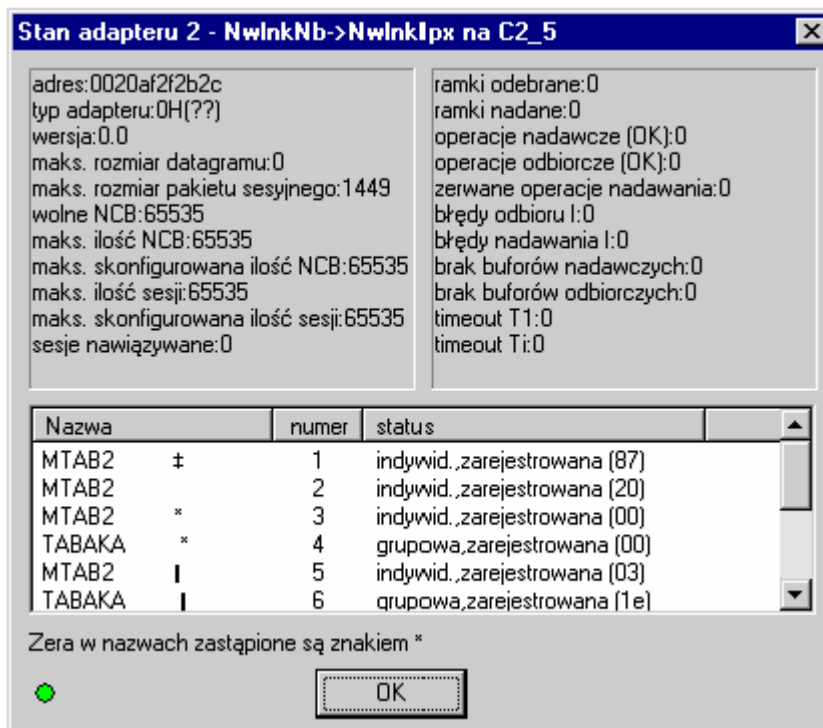 Stan adapteru 2 - NwlnkNb->NwlnkIpx na C2_5
adres:0020af2f2b2c
typ adapteru:0H(??)
wersja:0.0
maks. rozmiar datagramu:0
maks. rozmiar pakietu sesyjnego:1449
wolne NCB:65535
maks. ilość NCB:65535
maks. skonfigurowana ilość NCB:65535
maks. ilość sesji:65535
maks. skonfigurowana ilość sesji:65535
sesje nawiązywane:0
ramki odebrane:0
ramki nadane:0
operacje nadawcze (OK):0
operacje odbiorcze (OK):0
zerwane operacje nadawania:0
błędy odbioru I:0
błędy nadawania I:0
brak buforów nadawczych:0
brak buforów odbiorczych:0
timeout T1:0
timeout Ti:0
Nazwa numer status
MTAB2 ‡ 1 indywid.,zarejestrowana (87)
MTAB2 2 indywid.,zarejestrowana (20)
MTAB2 * 3 indywid.,zarejestrowana (00)
TABAKA * 4 grupowa,zarejestrowana (00)
MTAB2 | 5 indywid.,zarejestrowana (03)
TABAKA | 6 grupowa,zarejestrowana (1e)
Zera w nazwach zastąpione są znakiem *
OK